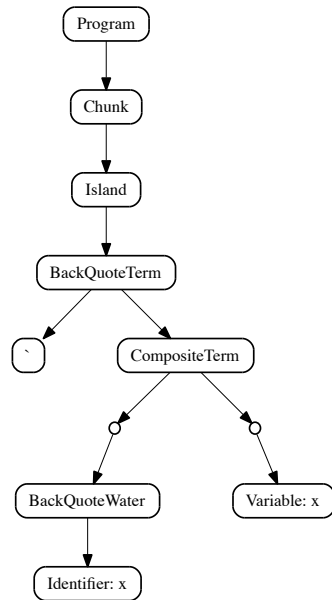 Program
Chunk
Island
BackQuoteTerm
`
CompositeTerm
BackQuoteWater
Variable: x
Identifier: x